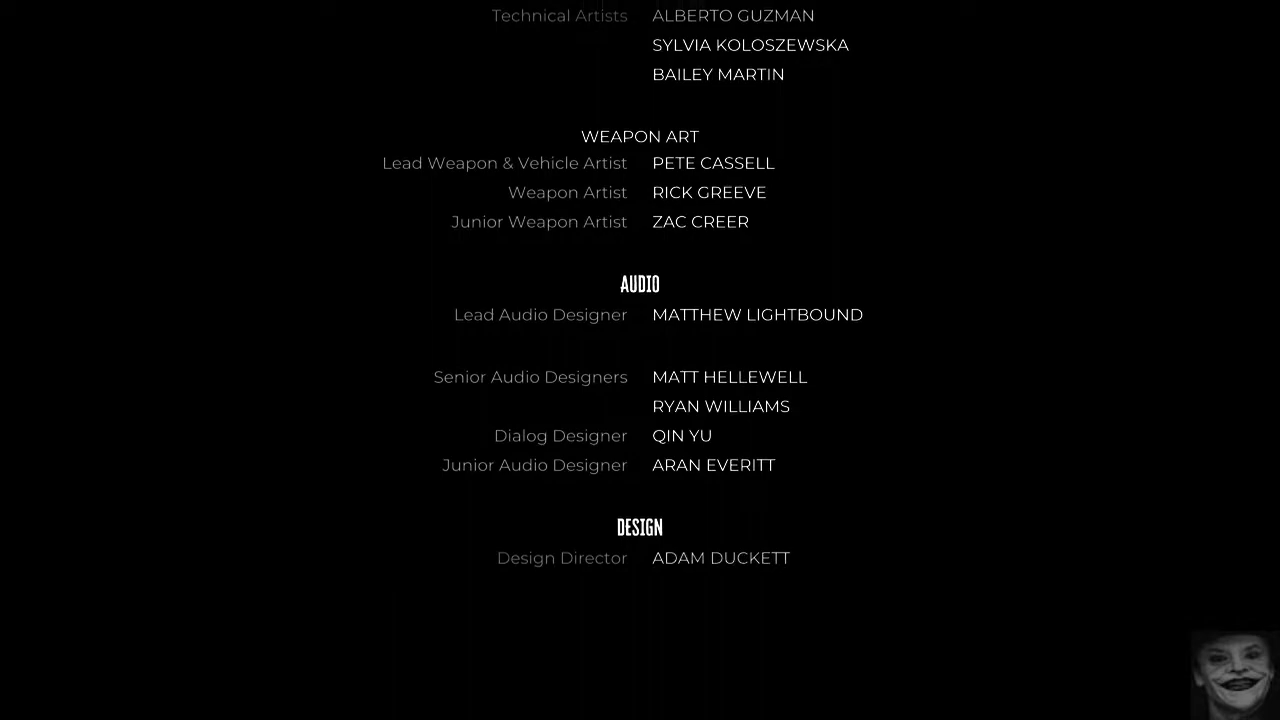 Technical Artists ALBERTO GUZMAN
SYLVIA KOLOSZEWSKA
BAILEY MARTIN
WEAPON ART
Lead Weapon & Vehicle Artist PETE CASSELL
Weapon Artist RICK GREEVE
Junior Weapon Artist ZAC CREER
AUDIO
Lead Audio Designer MATTHEW LIGHTBOUND
Senior Audio Designers MATT HELLEWELL
RYAN WILLIAMS
Dialog Designer QIN YU
Junior Audio Designer ARAN EVERITT
DESIGN
Design Director ADAM DUCKETT